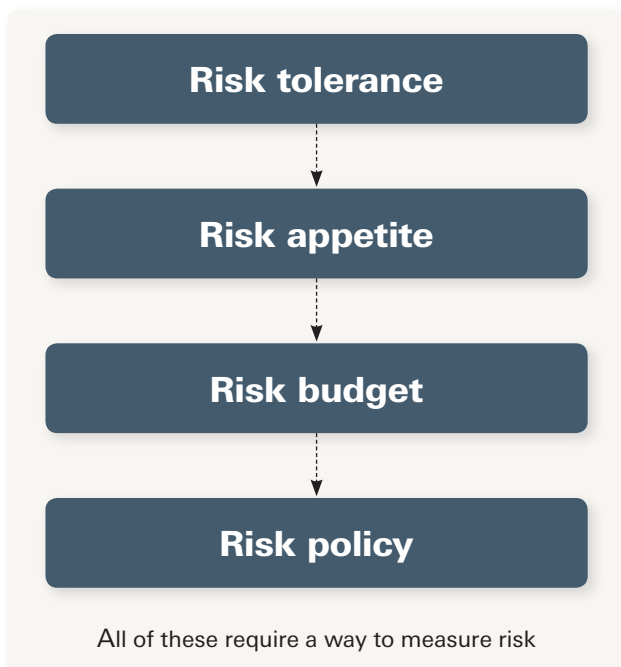 Risk tolerance
Risk appetite
Risk budget
Risk policy
All of these require a way to measure risk